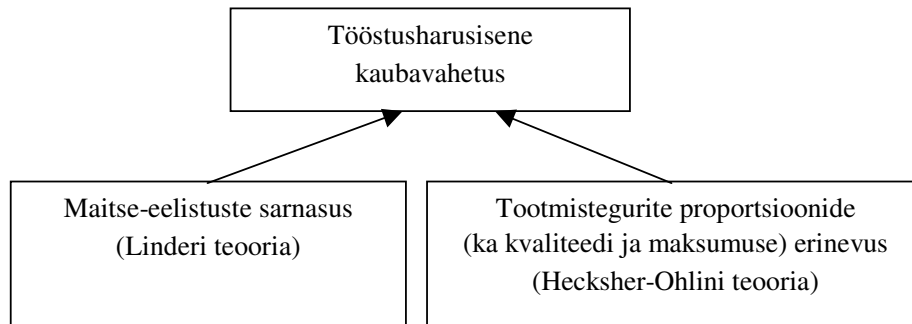 Tööstusharusisene
kaubavahetus
Maitse-eelistuste sarnasus
(Linderi teooria)
Tootmistegurite proportsioonide
(ka kvaliteedi ja maksumuse) erinevus
(Hecksher-Ohlini teooria)